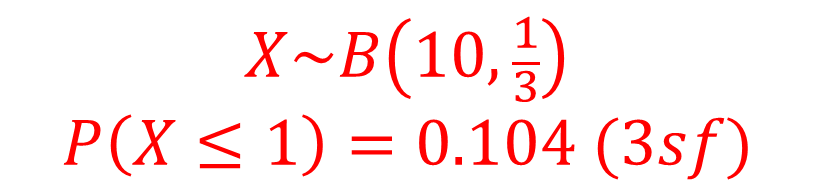 X~B(10, 1/3)
P(X ≤ 1) = 0.104 (3sf)